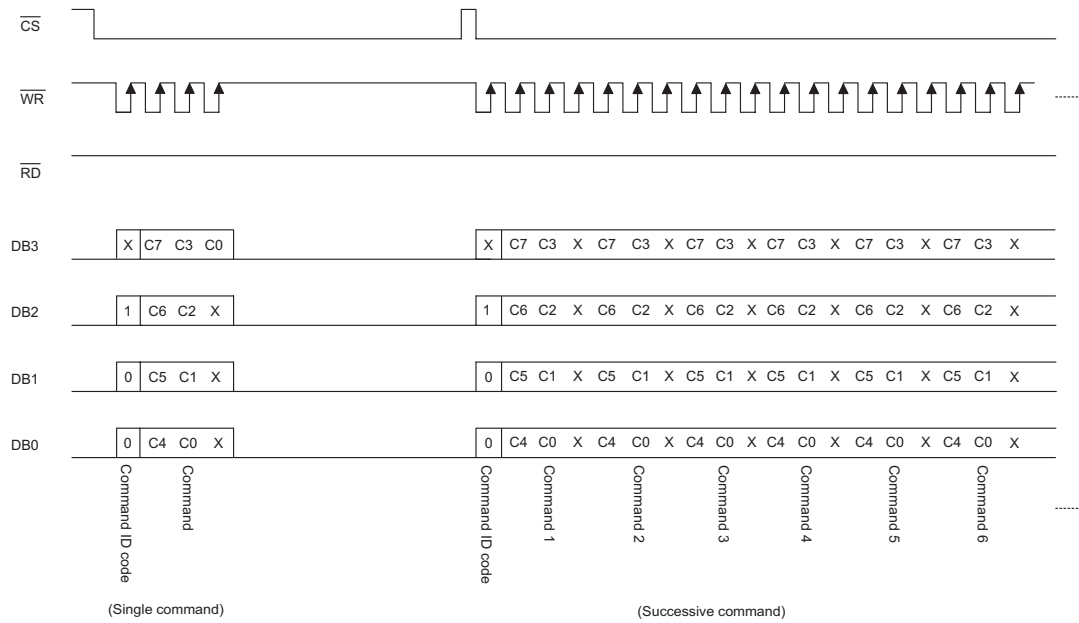 CS
WR
RD
DB3 X C7 C3 C0 X C7 C3 X C7 C3 X C7 C3 X C7 C3 X C7 C3 X C7 C3 X
DB2 1 C6 C2 X 1 C6 C2 X C6 C2 X C6 C2 X C6 C2 X C6 C2 X C6 C2 X
DB1 0 C5 C1 X 0 C5 C1 X C5 C1 X C5 C1 X C5 C1 X C5 C1 X C5 C1 X
DB0 0 C4 C0 X 0 C4 C0 X C4 C0 X C4 C0 X C4 C0 X C4 C0 X C4 C0 X
Command ID code
Command
Command ID code
Command 1
Command 2
Command 3
Command 4
Command 5
Command 6
(Single command)
(Successive command)